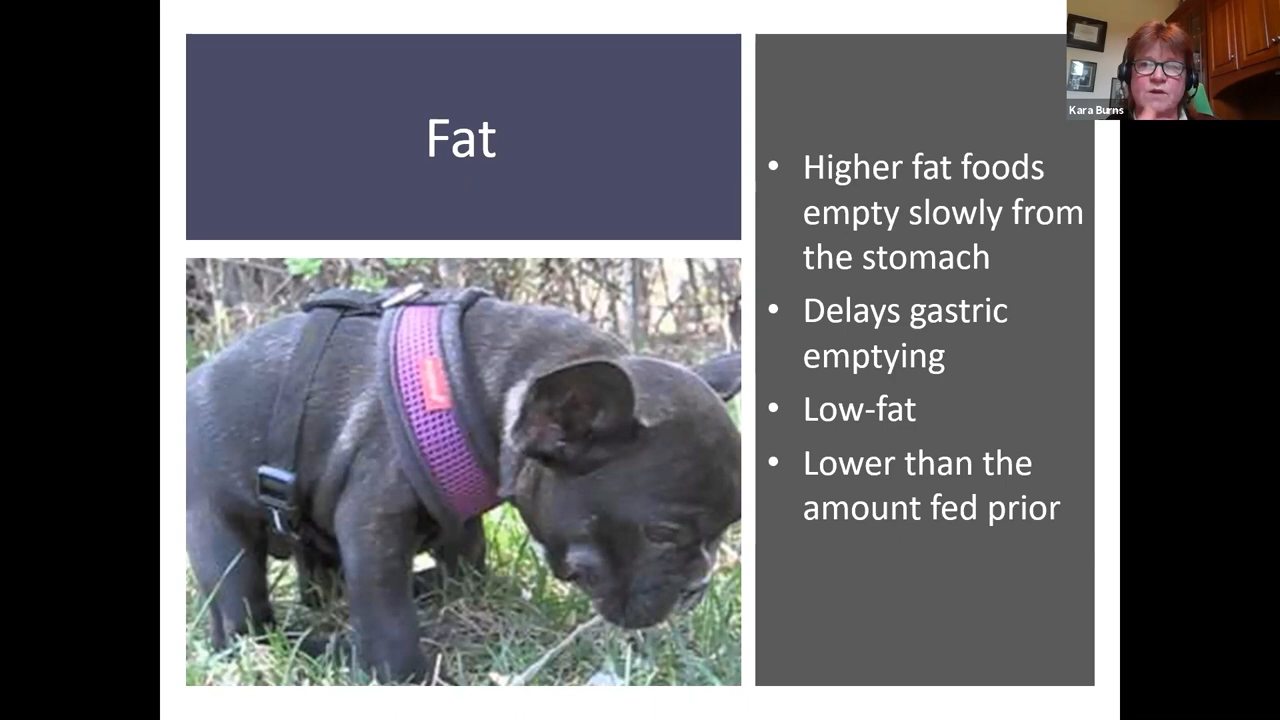 Fat
Kara Burns
• Higher fat foods
empty slowly from
the stomach
• Delays gastric
emptying
• Low-fat
• Lower than the
amount fed prior